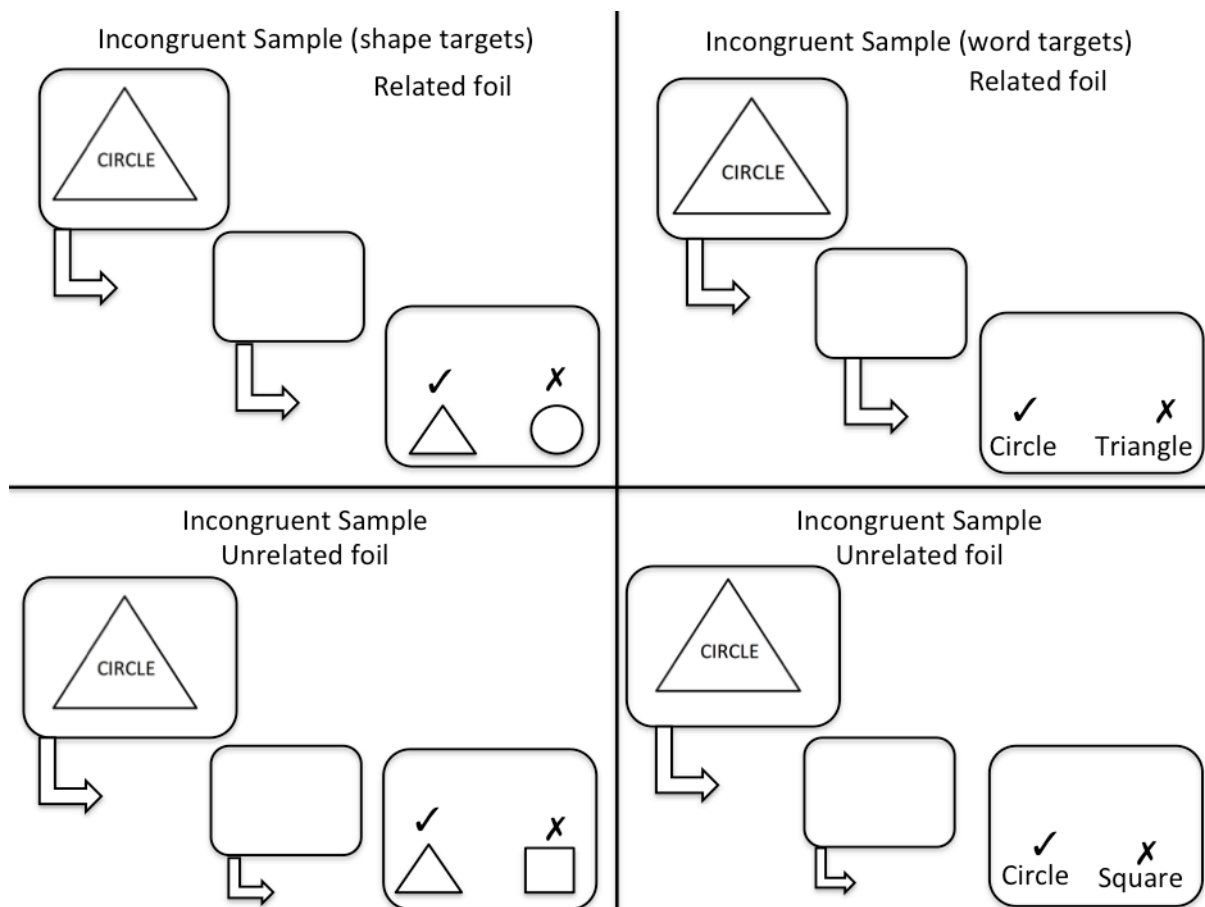 Incongruent Sample (shape targets)
Related foil
CIRCLE
✓ ✗
Incongruent Sample (word targets)
Related foil
CIRCLE
✓ ✗
Circle Triangle
Incongruent Sample
Unrelated foil
CIRCLE
✓ ✗
Incongruent Sample
Unrelated foil
CIRCLE
✓ ✗
Circle Square